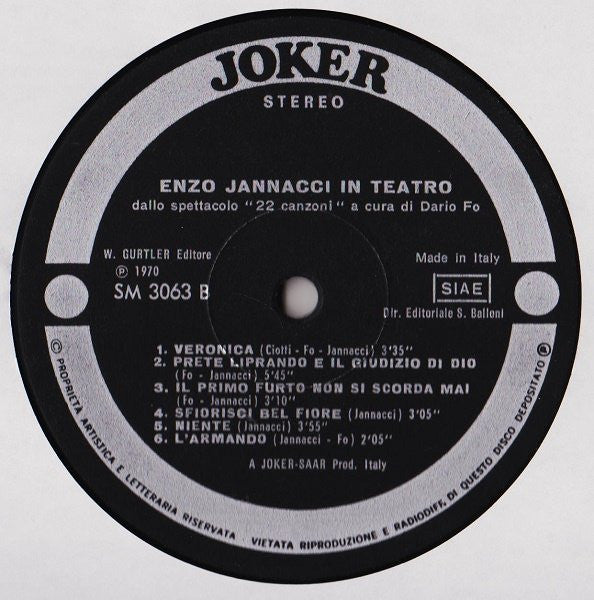 JOKER
STEREO
ENZO JANNACCI IN TEATRO
dallo spettacolo "22 canzoni" a cura di Dario Fo
W. GURTLER Editore
Ⓟ 1970
SM 3063 B
Made in Italy
SIAE
Dir. Editoriale S. Balloni
1. VERONICA (Ciotti - Fo - Jannacci) 3'35"
2. PRETE LIPRANDO E IL GIUDIZIO DI DIO
(Fo - Jannacci) 5'45"
3. IL PRIMO FURTO NON SI SCORDA MAI
(Fo - Jannacci) 3'10"
4. SFIORISCI BEL FIORE (Jannacci) 3'05"
5. NIENTE (Jannacci) 3'55"
6. L'ARMANDO (Jannacci - Fo) 2'05"
A JOKER-SAAR Prod. Italy
© PROPRIETÀ ARTISTICA E LETTERARIA RISERVATA - VIETATA RIPRODUZIONE E RADIODIFF. DI QUESTO DISCO DEPOSITATO Ⓡ